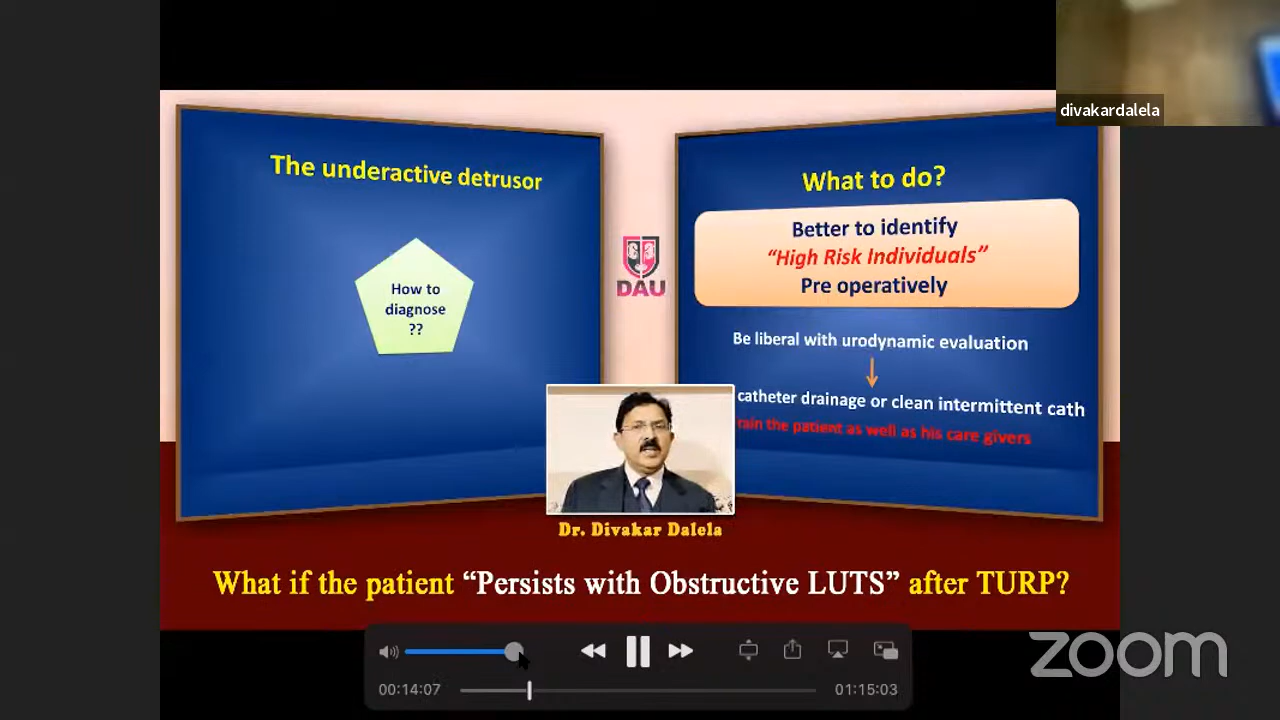 divakardalela
The underactive detrusor
How to
diagnose
??
DAU
What to do?
Better to identify
“High Risk Individuals”
Pre operatively
Be liberal with urodynamic evaluation
catheter drainage or clean intermittent cath
rain the patient as well as his care givers
Dr. Divakar Dalela
What if the patient “Persists with Obstructive LUTS” after TURP?
00:14:07
01:15:03
zoom